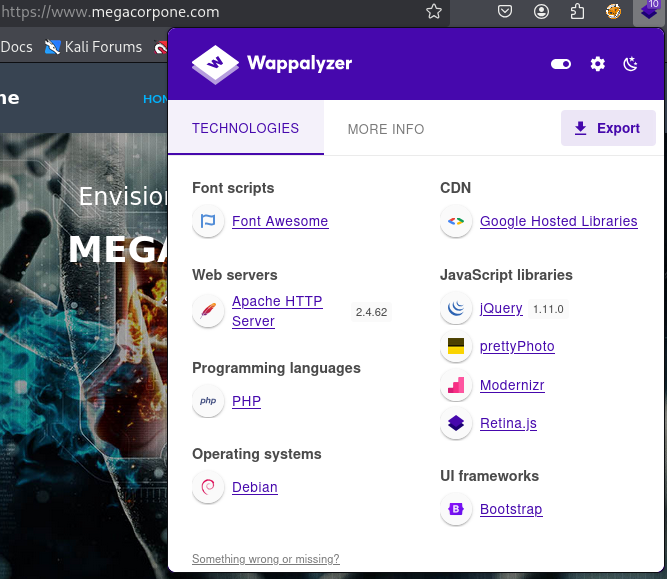 https://www.megacorpone.com
10
Docs Kali Forums
Wappalyzer
ne
HOM
TECHNOLOGIES MORE INFO Export
Envision
MEGA
Font scripts
Font Awesome
Web servers
Apache HTTP
Server
2.4.62
Programming languages
php
PHP
Operating systems
Debian
CDN
Google Hosted Libraries
JavaScript libraries
jQuery 1.11.0
prettyPhoto
Modernizr
Retina.js
UI frameworks
B
Bootstrap
Something wrong or missing?